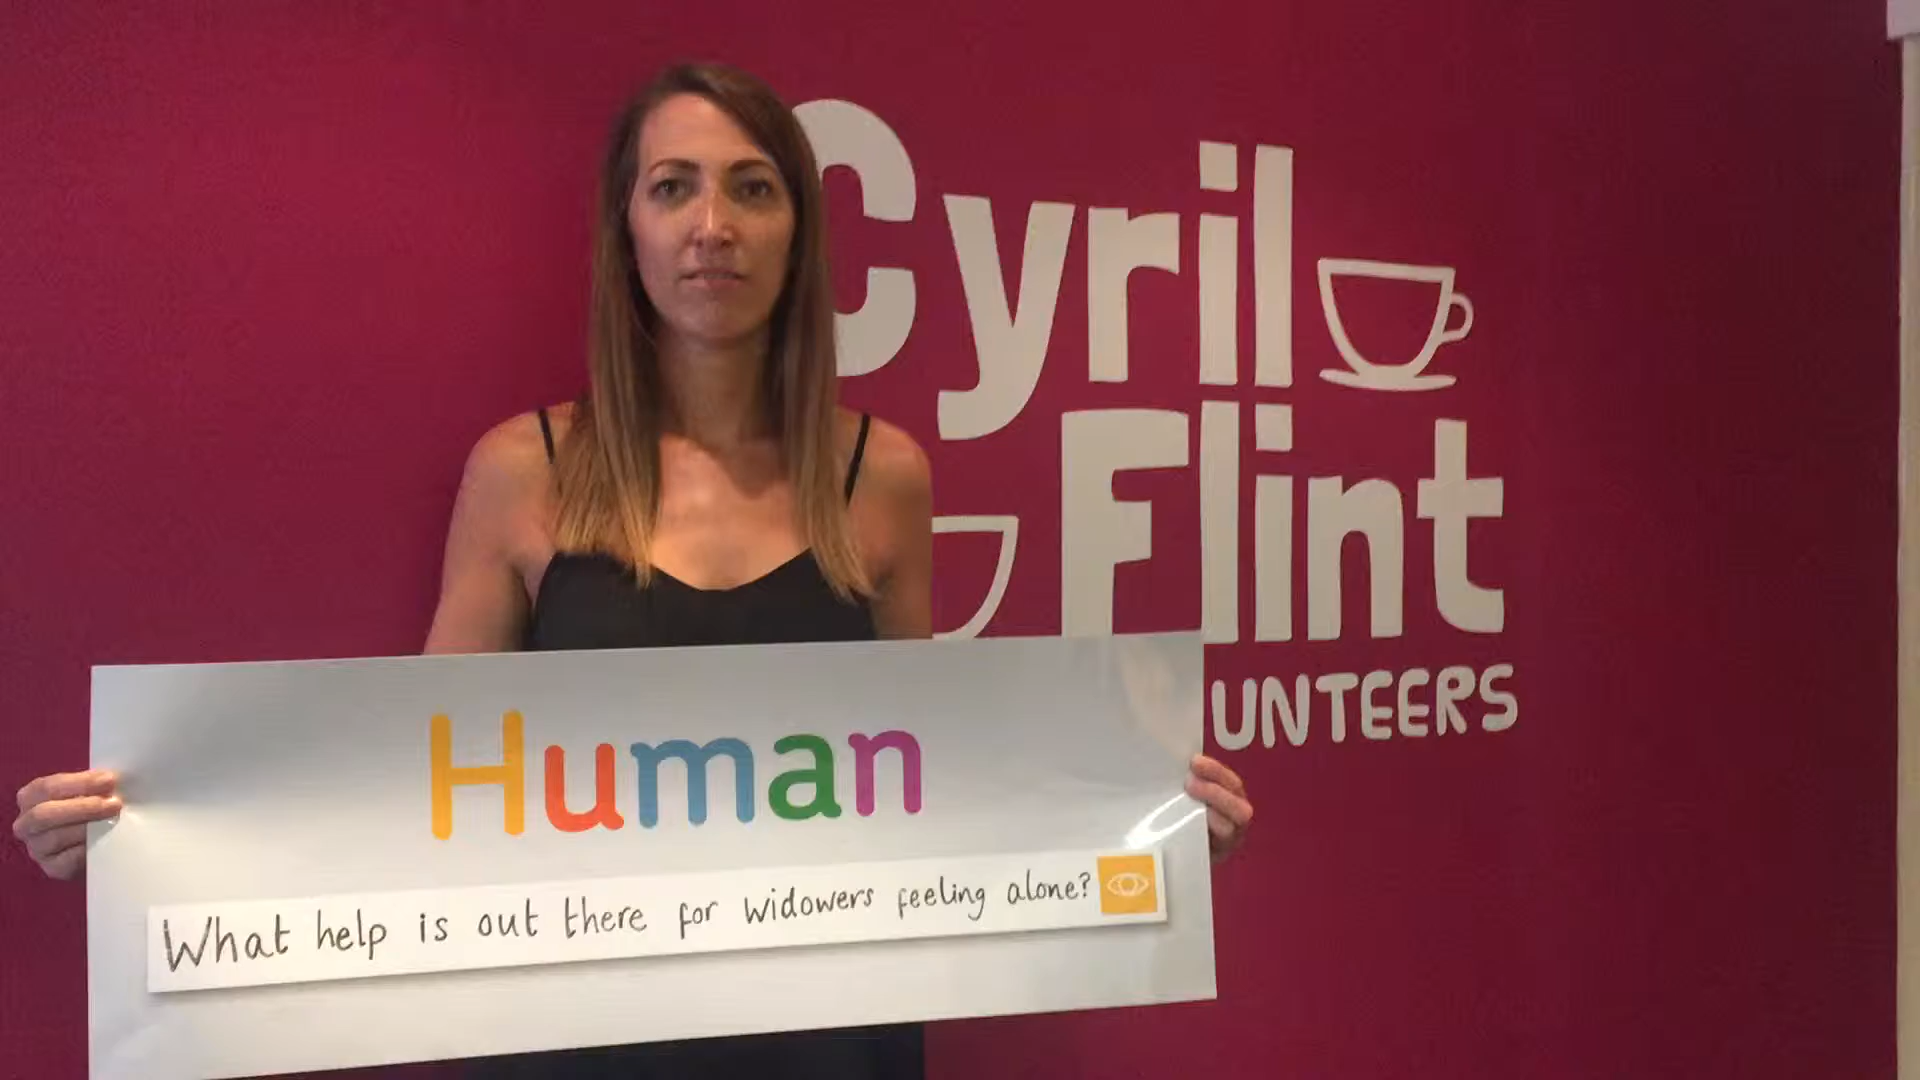 Cyril
Flint
UNTEERS
Human
What help is out there for widowers feeling alone?